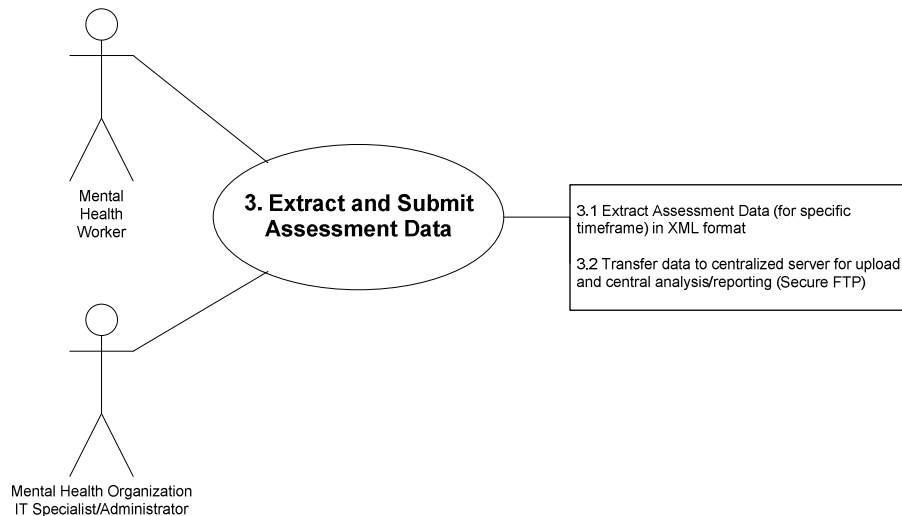 Mental
Health
Worker
3. Extract and Submit
Assessment Data
3.1 Extract Assessment Data (for specific
timeframe) in XML format
3.2 Transfer data to centralized server for upload
and central analysis/reporting (Secure FTP)
Mental Health Organization
IT Specialist/Administrator